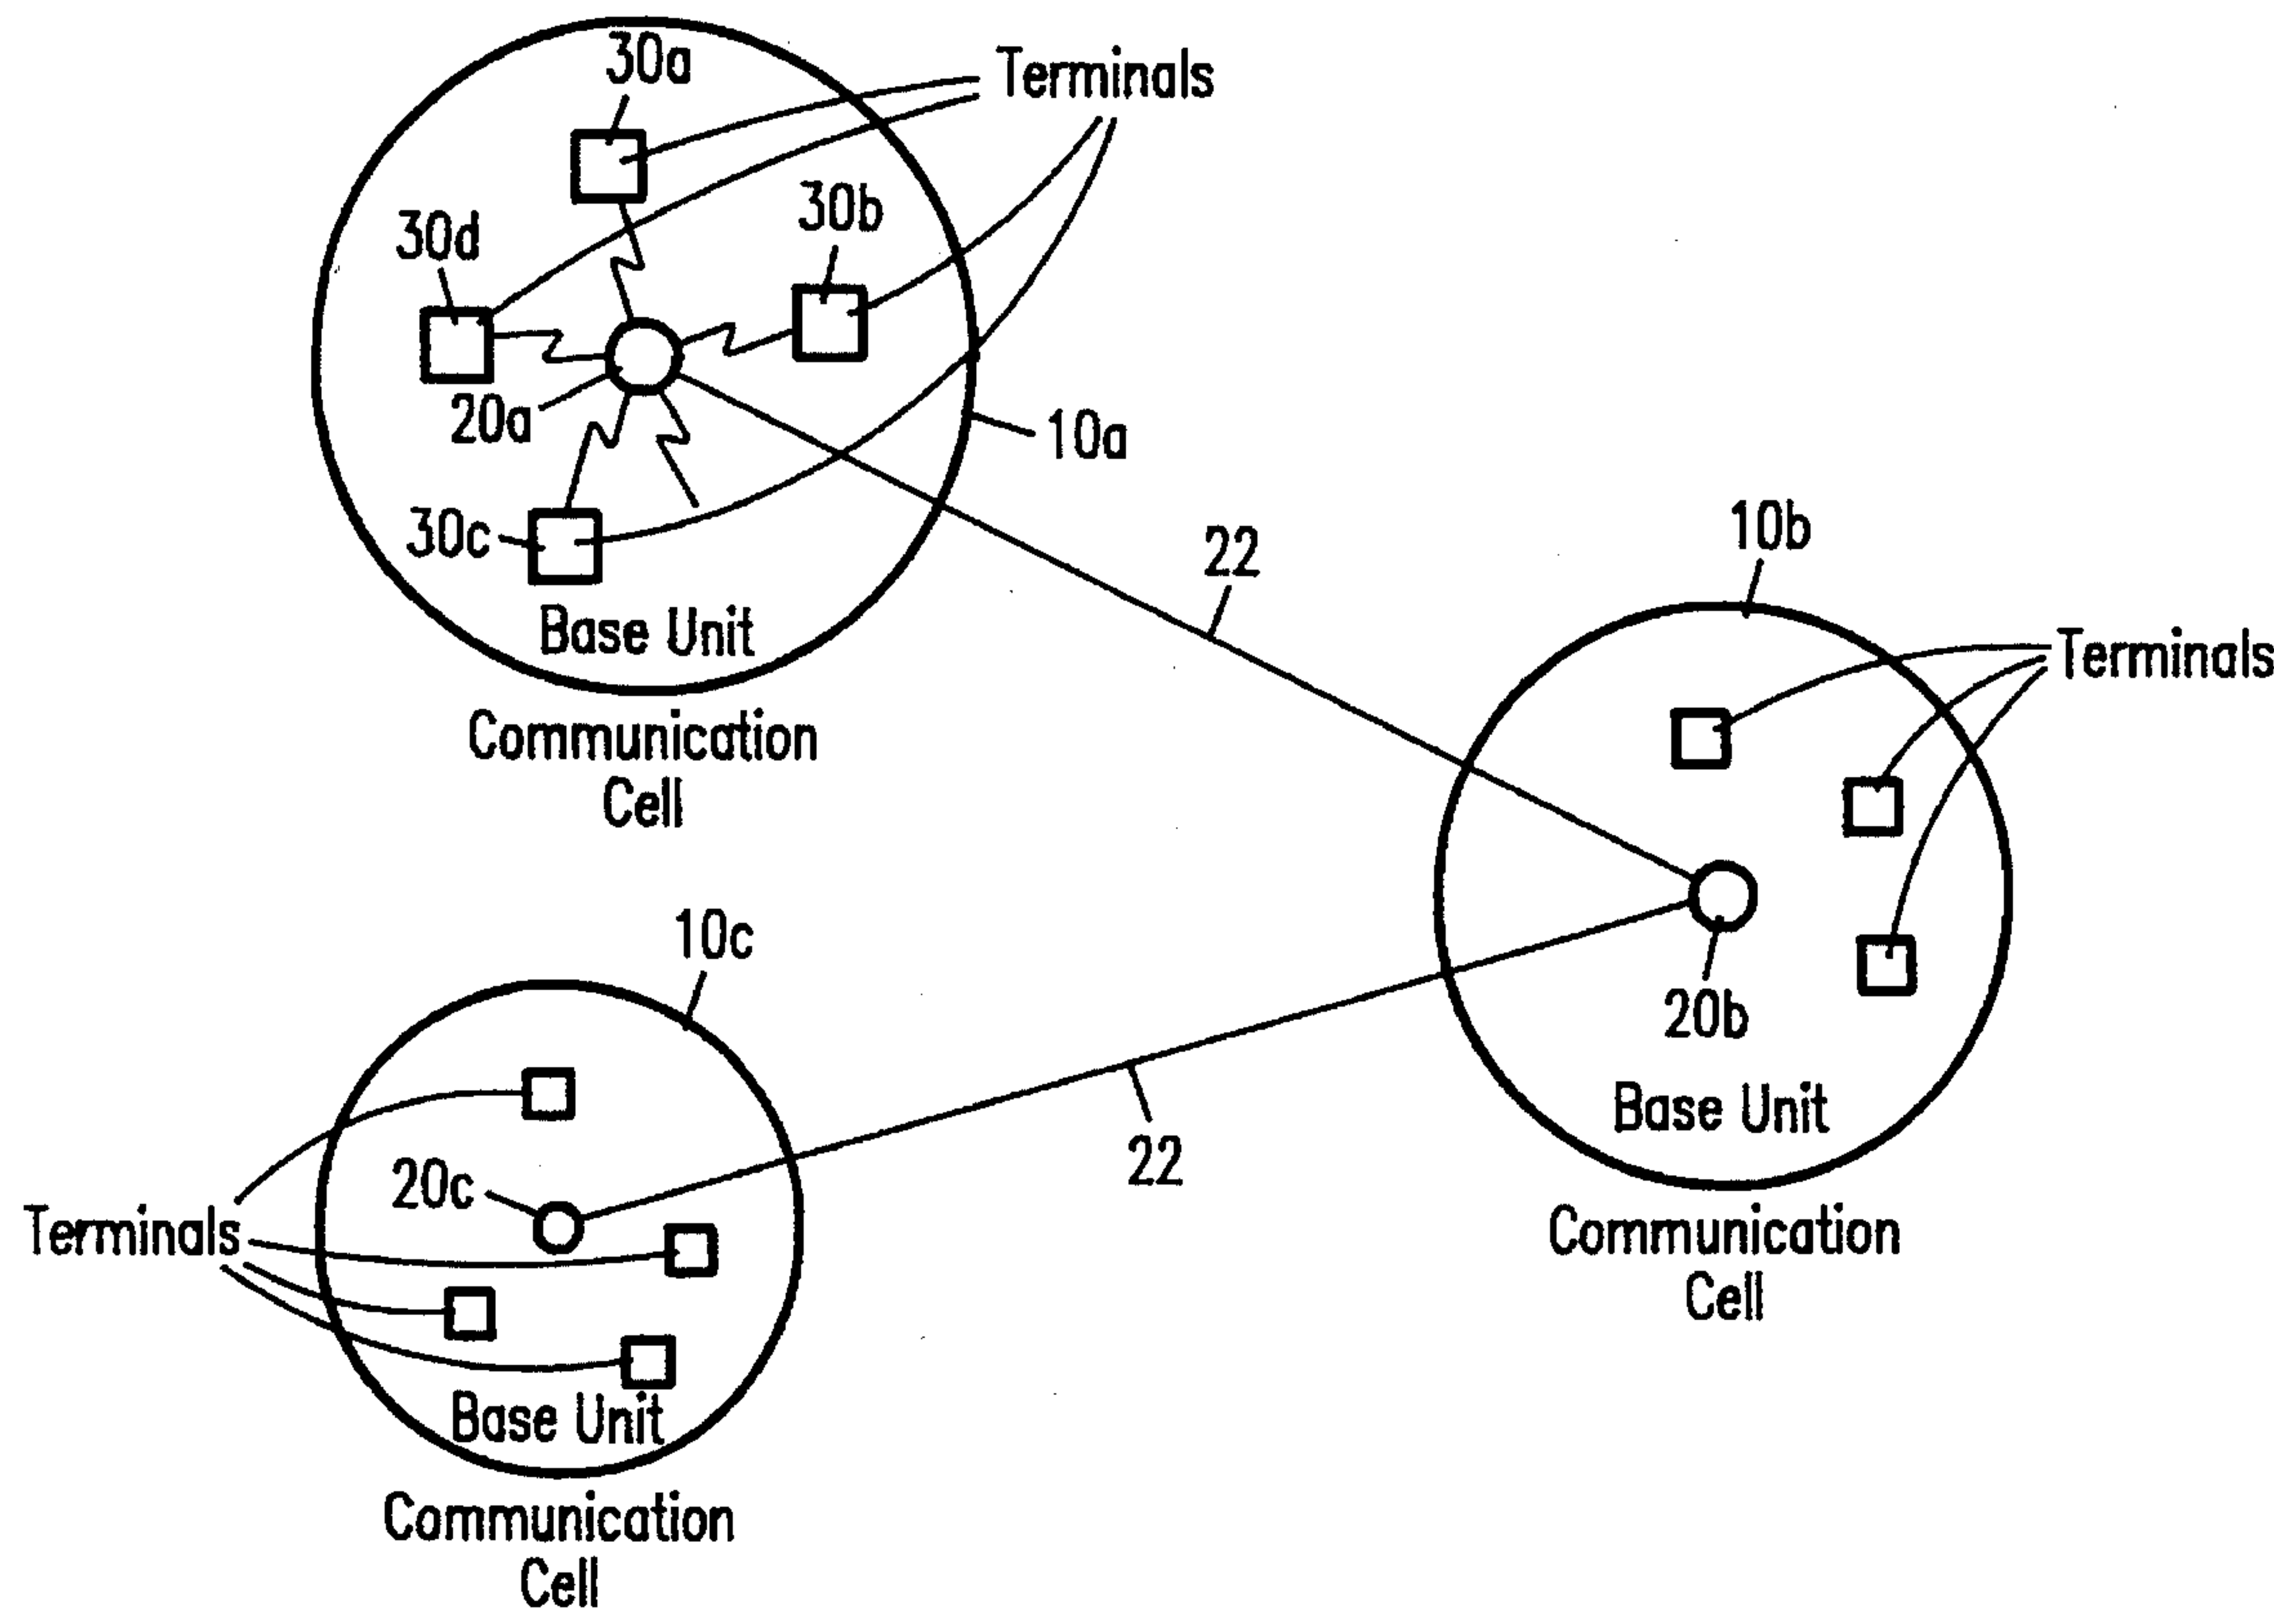 30a
Terminals
30b
30d
20a
10a
30c
Base Unit
Communication
Cell
22
10b
Terminals
20b
Base Unit
Communication
Cell
10c
22
20c
Terminals
Base Unit
Communication
Cell